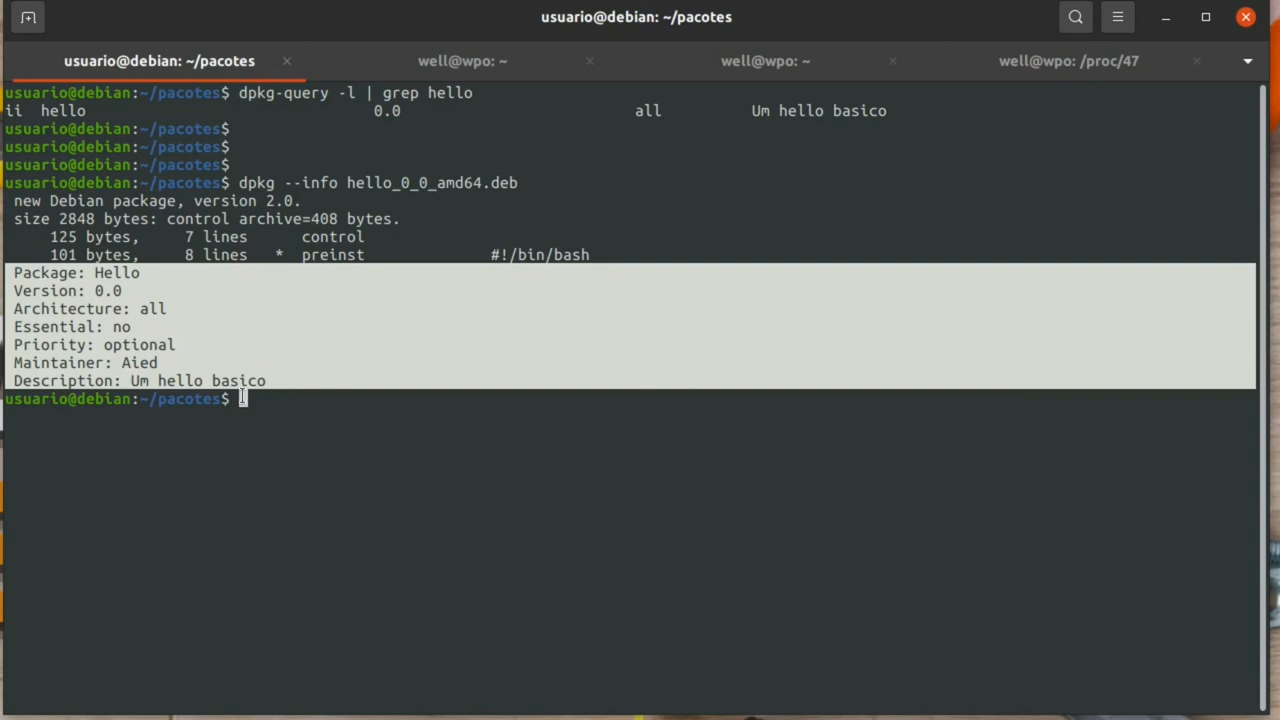 usuario@debian: ~/pacotes
usuario@debian: ~/pacotes × well@wpo: ~ × well@wpo: ~ × well@wpo: /proc/47 ×
usuario@debian:~/pacotes$ dpkg-query -l | grep hello
ii  hello                                0.0                          all          Um hello basico
usuario@debian:~/pacotes$
usuario@debian:~/pacotes$
usuario@debian:~/pacotes$
usuario@debian:~/pacotes$ dpkg --info hello_0_0_amd64.deb
 new Debian package, version 2.0.
 size 2848 bytes: control archive=408 bytes.
     125 bytes,     7 lines      control
     101 bytes,     8 lines   *  preinst              #!/bin/bash
 Package: Hello
 Version: 0.0
 Architecture: all
 Essential: no
 Priority: optional
 Maintainer: Aied
 Description: Um hello basico
usuario@debian:~/pacotes$